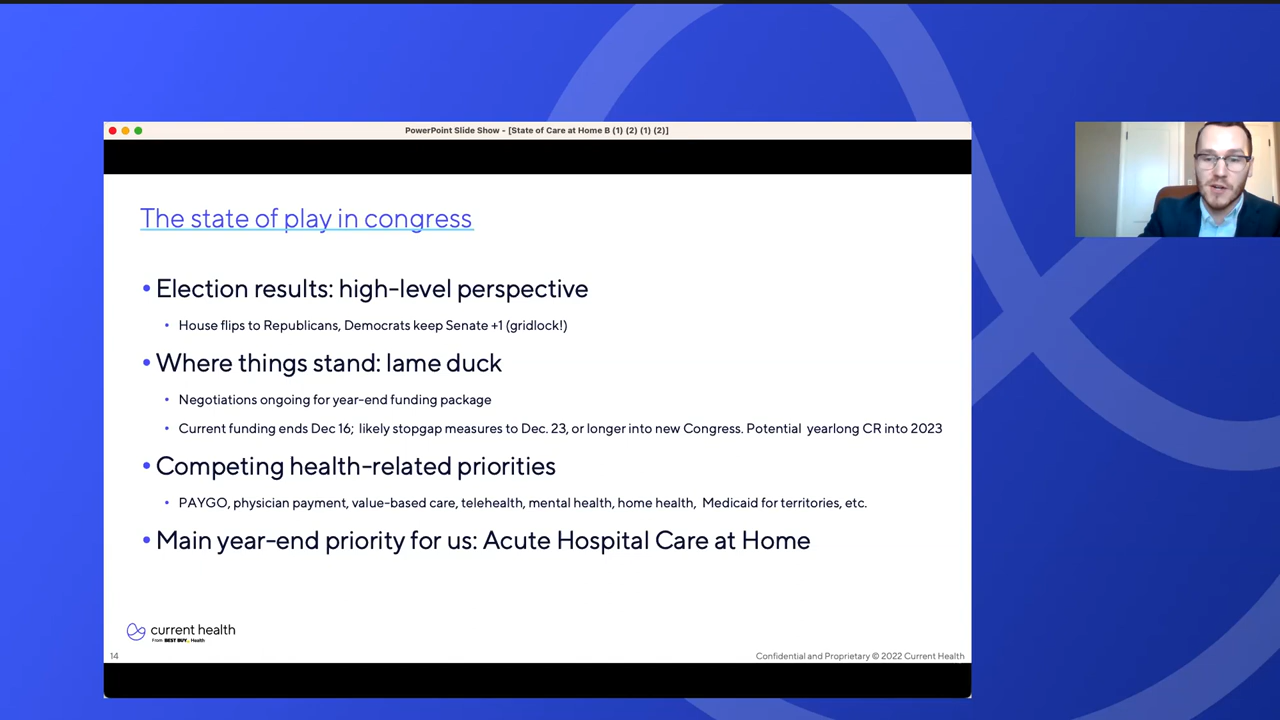 PowerPoint Slide Show - [State of Care at Home B (1) (2) (1) (2)]
The state of play in congress
• Election results: high-level perspective
• House flips to Republicans, Democrats keep Senate +1 (gridlock!)
• Where things stand: lame duck
• Negotiations ongoing for year-end funding package
• Current funding ends Dec 16; likely stopgap measures to Dec. 23, or longer into new Congress. Potential yearlong CR into 2023
• Competing health-related priorities
• PAYGO, physician payment, value-based care, telehealth, mental health, home health, Medicaid for territories, etc.
• Main year-end priority for us: Acute Hospital Care at Home
current health
From BEST BUY Health
14
Confidential and Proprietary © 2022 Current Health